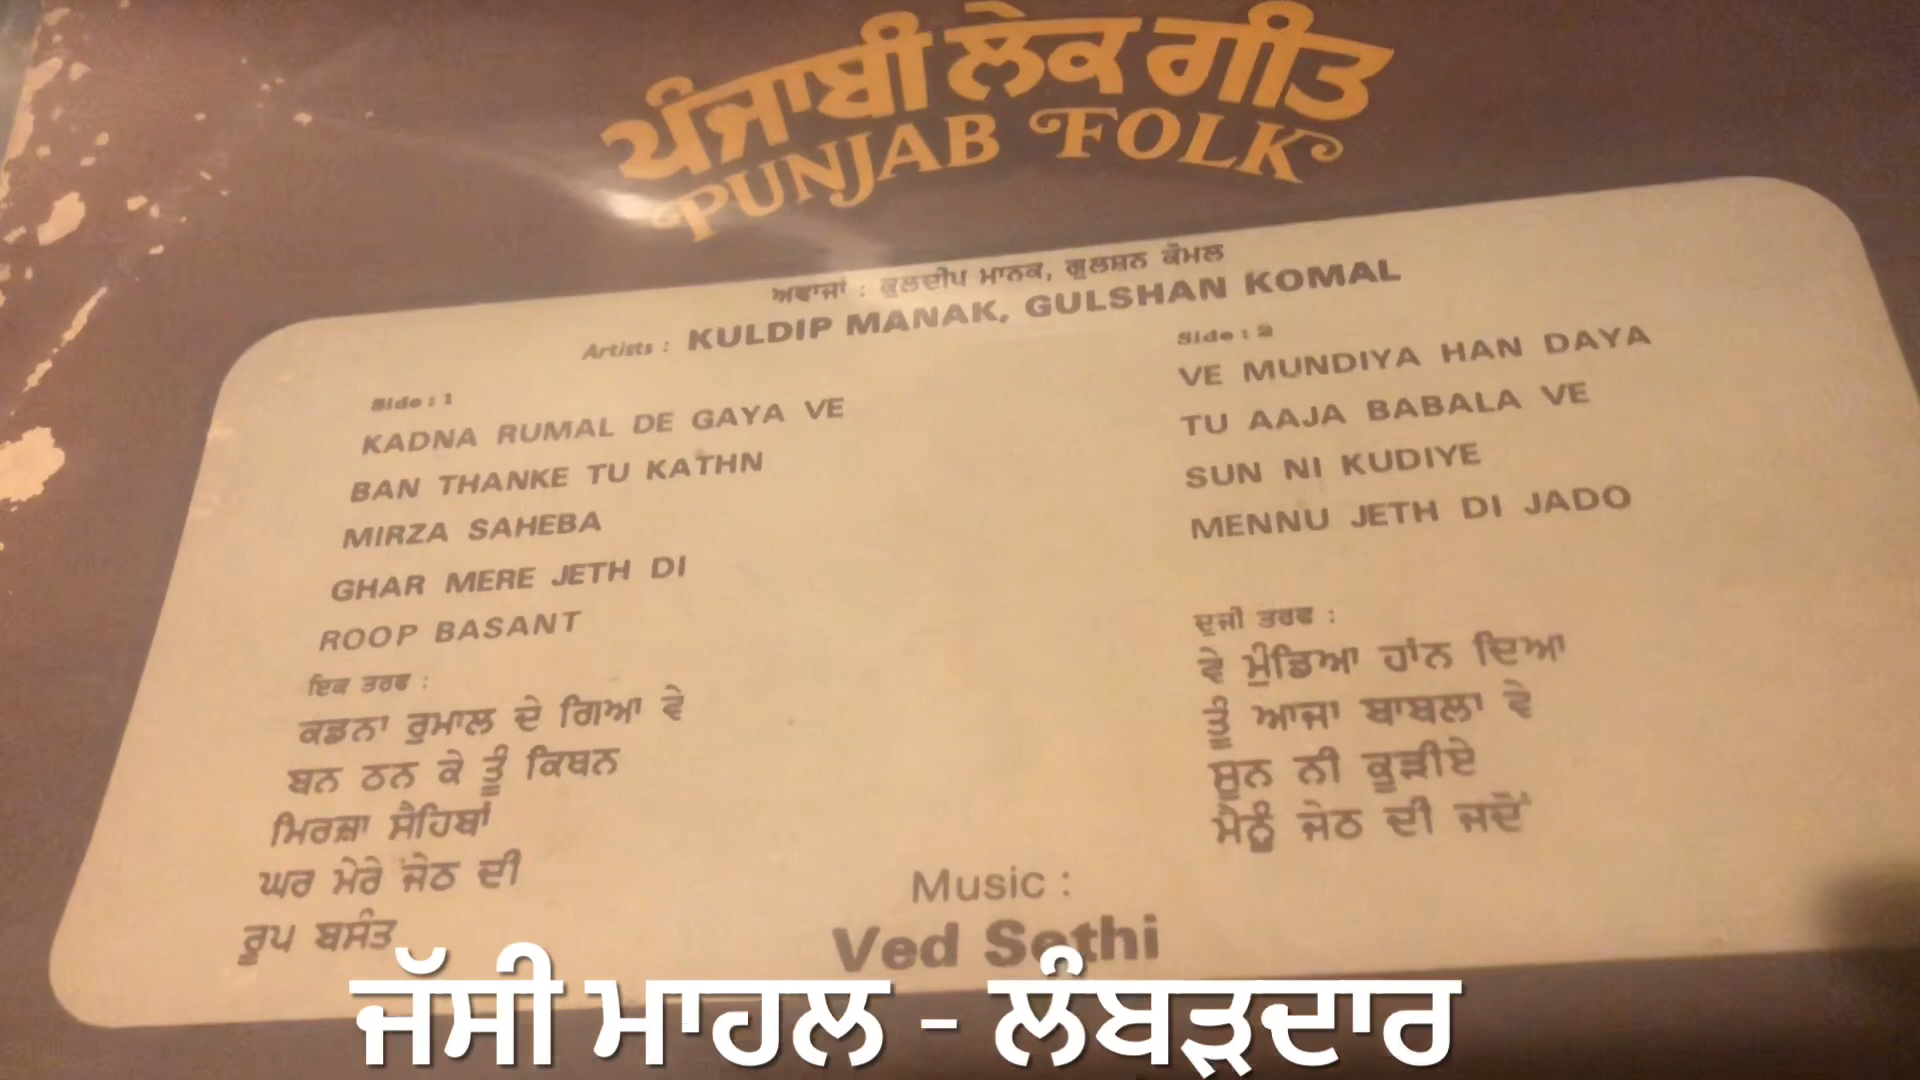 ਪੰਜਾਬੀ ਲੇਕ ਗੀਤ
PUNJAB FOLK
ਅਵਾਜਾਂ : ਕੁਲਦੀਪ ਮਾਨਕ, ਗੁਲਸ਼ਨ ਕੋਮਲ
Artists : KULDIP MANAK, GULSHAN KOMAL
Side : 1
KADNA RUMAL DE GAYA VE
BAN THANKE TU KATHN
MIRZA SAHEBA
GHAR MERE JETH DI
ROOP BASANT
ਇਕ ਤਰਫ :
ਕਡਨਾ ਰੁਮਾਲ ਦੇ ਗਿਆ ਵੇ
ਬਨ ਠਨ ਕੇ ਤੂੰ ਕਿਥਨ
ਮਿਰਜ਼ਾ ਸੈਹਿਬਾਂ
ਘਰ ਮੇਰੇ ਜੇਠ ਦੀ
ਰੂਪ ਬਸੰਤ
Side : 2
VE MUNDIYA HAN DAYA
TU AAJA BABALA VE
SUN NI KUDIYE
MENNU JETH DI JADO
ਦੂਜੀ ਤਰਫ :
ਵੇ ਮੁੰਡਿਆ ਹਾਂਨ ਦਿਆ
ਤੂੰ ਆਜਾ ਬਾਬਲਾ ਵੇ
ਸੂਨ ਨੀ ਕੂੜੀਏ
ਮੈਨੂੰ ਜੇਠ ਦੀ ਜਦੋਂ
Music :
Ved Sethi
ਜੱਸੀ ਮਾਹਲ - ਲੰਬੜਦਾਰ